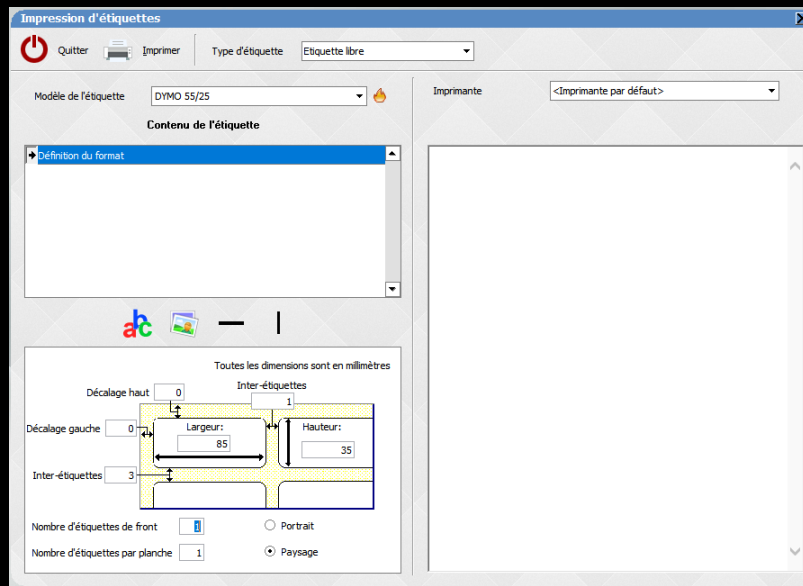 Impression d'étiquettes
Quitter Imprimer Type d'étiquette Etiquette libre
Modèle de l'étiquette DYMO 55/25
Imprimante <Imprimante par défaut>
Contenu de l'étiquette
Définition du format
abc
Toutes les dimensions sont en millimètres
Décalage haut 0
Inter-étiquettes
1
Décalage gauche 0
Largeur:
85
Hauteur:
35
Inter-étiquettes 3
Nombre d'étiquettes de front 1
Portrait
Nombre d'étiquettes par planche 1
Paysage